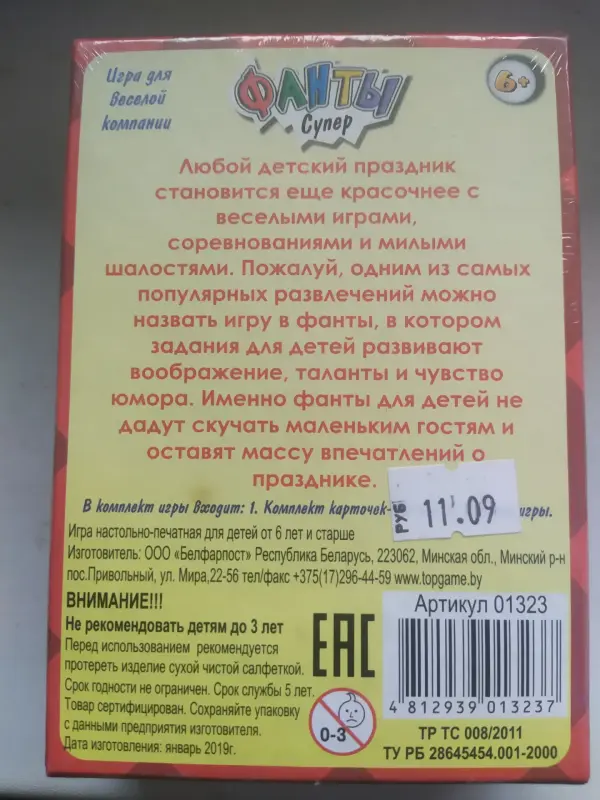 Игра для
веселой
компании
ФАНТЫ
Супер
6+
Любой детский праздник
становится еще красочнее с
веселыми играми,
соревнованиями и милыми
шалостями. Пожалуй, одним из самых
популярных развлечений можно
назвать игру в фанты, в котором
задания для детей развивают
воображение, таланты и чувство
юмора. Именно фанты для детей не
дадут скучать маленьким гостям и
оставят массу впечатлений о
празднике.
В комплект игры входит: 1. Комплект карточек- игры.
РУБ 11.09
Игра настольно-печатная для детей от 6 лет и старше
Изготовитель: ООО «Белфарпост» Республика Беларусь, 223062, Минская обл., Минский р-н
пос.Привольный, ул. Мира,22-56 тел/факс +375(17)296-44-59 www.topgame.by
ВНИМАНИЕ!!!
Не рекомендовать детям до 3 лет
Перед использованием рекомендуется
протереть изделие сухой чистой салфеткой.
Срок годности не ограничен. Срок службы 5 лет.
Товар сертифицирован. Сохраняйте упаковку
с данными предприятия изготовителя.
Дата изготовления: январь 2019г.
EAC
0-3
Артикул 01323
4 812939 013237
ТР ТС 008/2011
ТУ РБ 28645454.001-2000